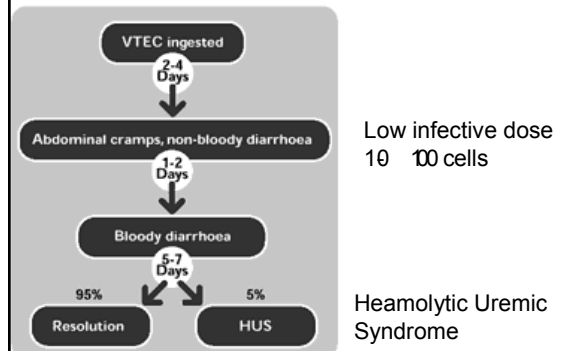 VTEC ingested
2-4
Days
Abdominal cramps, non-bloody diarrhoea
1-2
Days
Bloody diarrhoea
5-7
Days
95%
5%
Resolution
HUS
Low infective dose
10 100 cells
Heamolytic Uremic
Syndrome